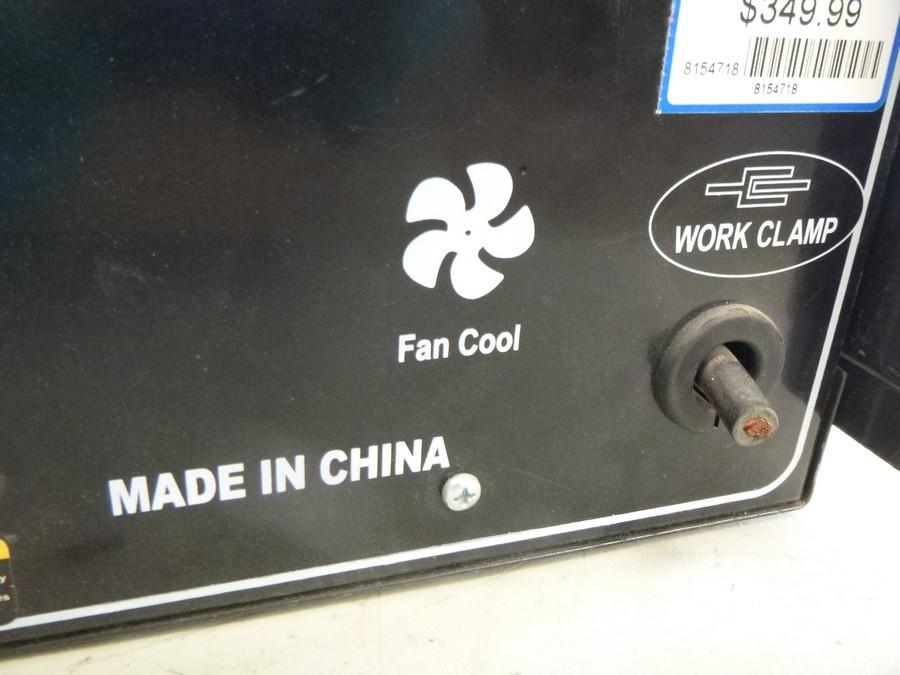 $349.99
8154718
8154718
WORK CLAMP
Fan Cool
MADE IN CHINA